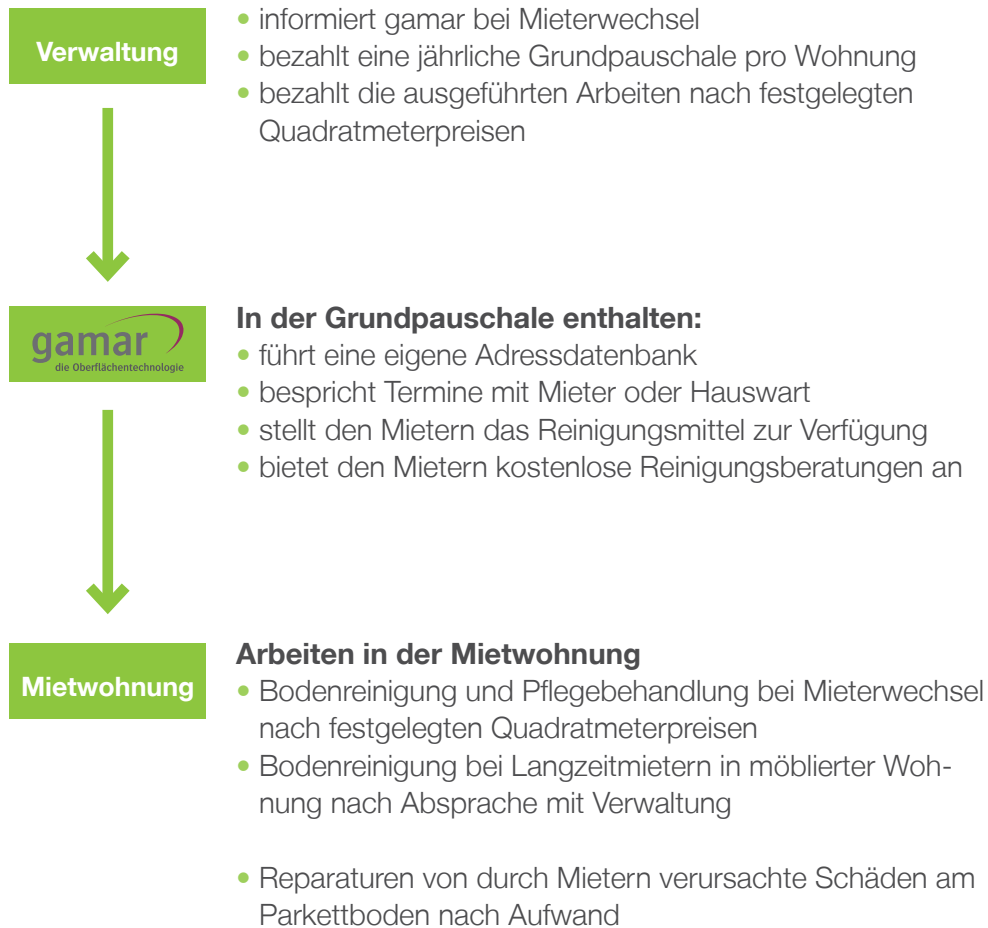 Verwaltung
• informiert gamar bei Mieterwechsel
• bezahlt eine jährliche Grundpauschale pro Wohnung
• bezahlt die ausgeführten Arbeiten nach festgelegten
Quadratmeterpreisen
gamar
die Oberflächentechnologie
In der Grundpauschale enthalten:
• führt eine eigene Adressdatenbank
• bespricht Termine mit Mieter oder Hauswart
• stellt den Mietern das Reinigungsmittel zur Verfügung
• bietet den Mietern kostenlose Reinigungsberatungen an
Mietwohnung
Arbeiten in der Mietwohnung
• Bodenreinigung und Pflegebehandlung bei Mieterwechsel
nach festgelegten Quadratmeterpreisen
• Bodenreinigung bei Langzeitmietern in möblierter Woh-
nung nach Absprache mit Verwaltung
• Reparaturen von durch Mietern verursachte Schäden am
Parkettboden nach Aufwand